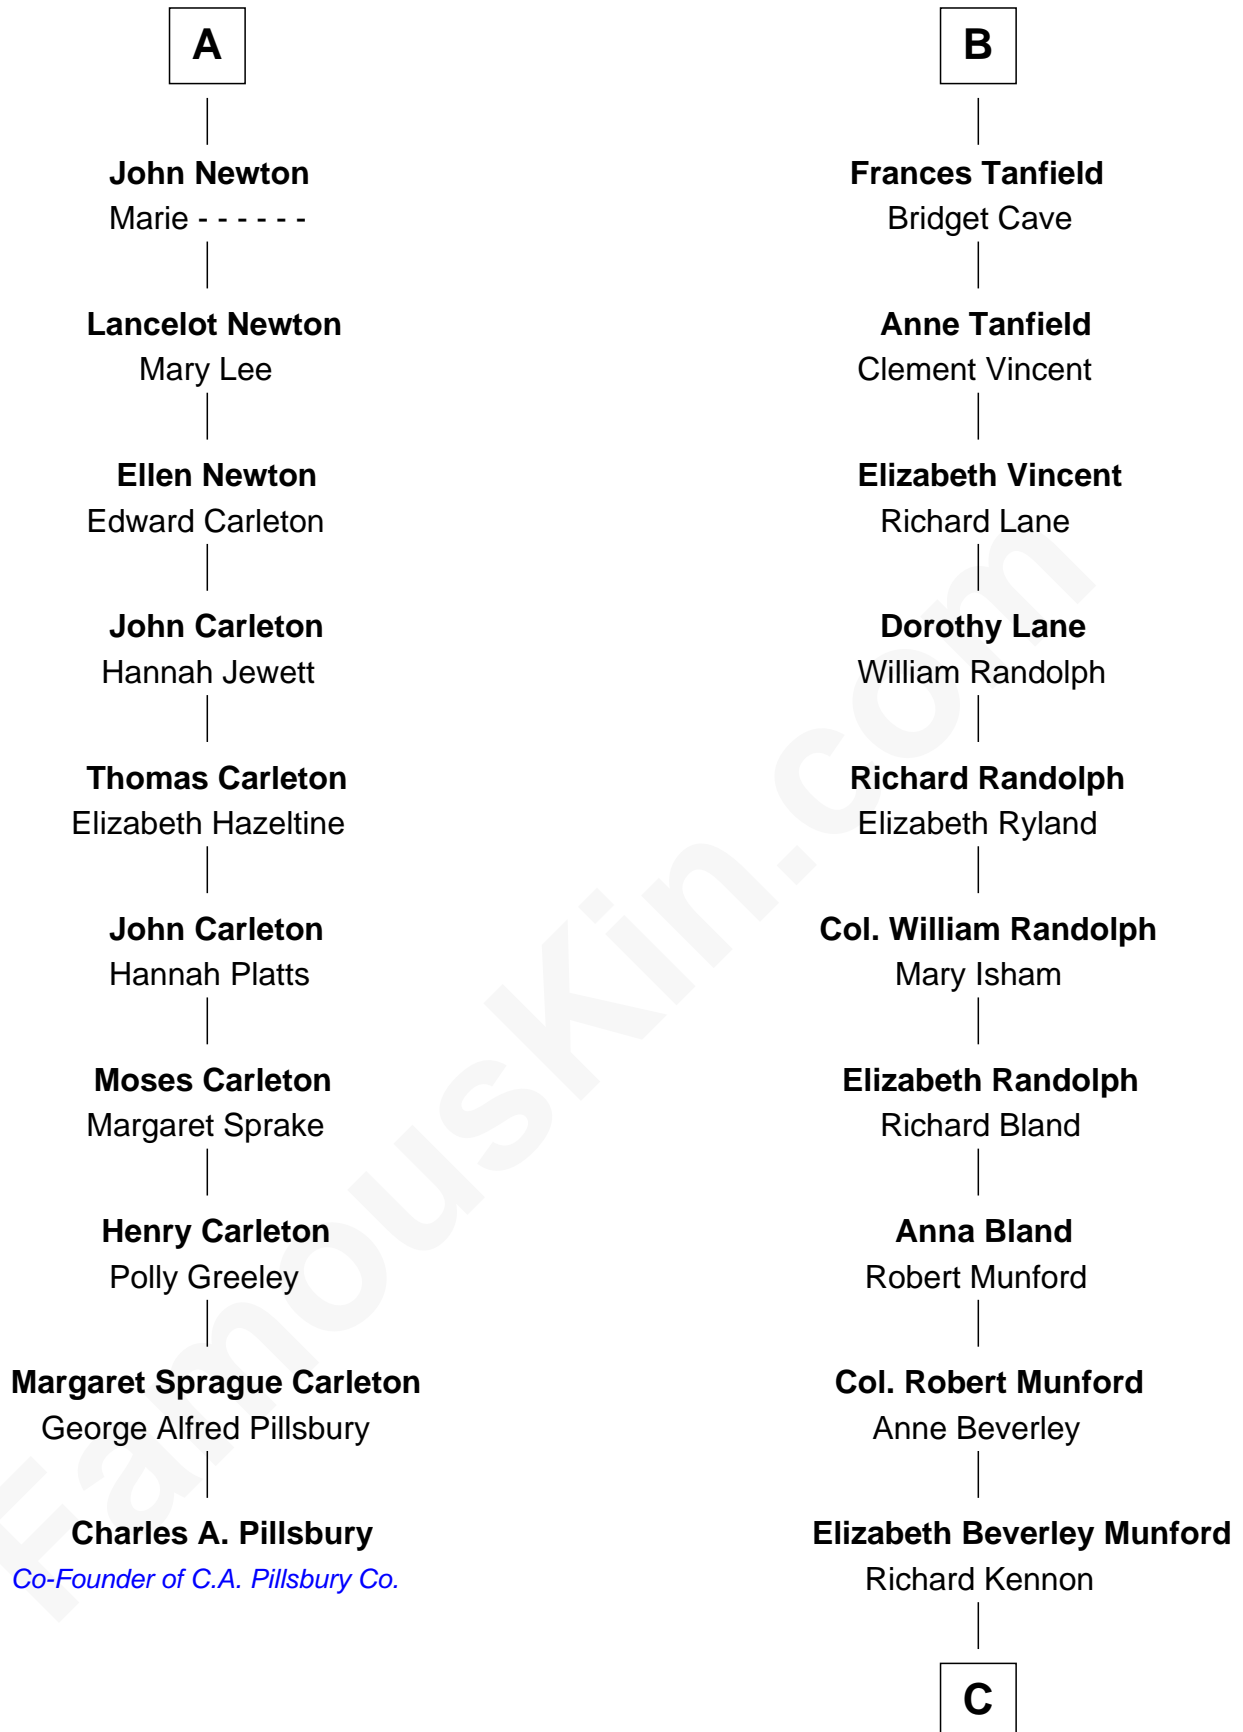 A
John Newton
Marie - - - - - -
Lancelot Newton
Mary Lee
Ellen Newton
Edward Carleton
John Carleton
Hannah Jewett
Thomas Carleton
Elizabeth Hazeltine
John Carleton
Hannah Platts
Moses Carleton
Margaret Sprake
Henry Carleton
Polly Greeley
Margaret Sprague Carleton
George Alfred Pillsbury
Charles A. Pillsbury
Co-Founder of C.A. Pillsbury Co.
B
Frances Tanfield
Bridget Cave
Anne Tanfield
Clement Vincent
Elizabeth Vincent
Richard Lane
Dorothy Lane
William Randolph
Richard Randolph
Elizabeth Ryland
Col. William Randolph
Mary Isham
Elizabeth Randolph
Richard Bland
Anna Bland
Robert Munford
Col. Robert Munford
Anne Beverley
Elizabeth Beverley Munford
Richard Kennon
C
FamousKin.com